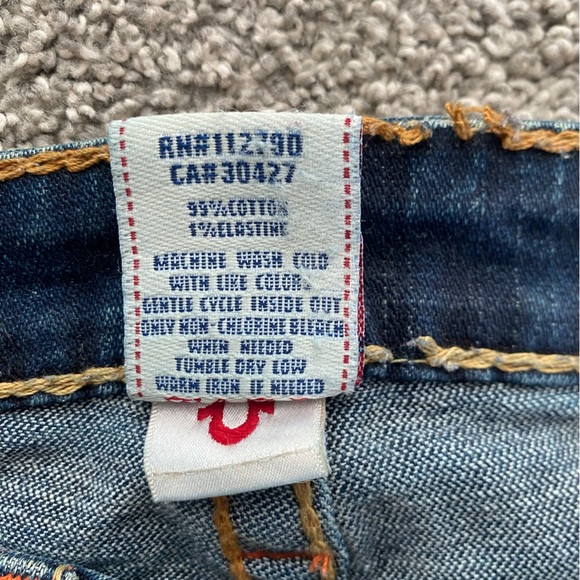 RN#112790
CA#30427
99%COTTON
1%ELASTINE
MACHINE WASH COLD
WITH LIKE COLORS
GENTLE CYCLE INSIDE OUT
ONLY NON-CHLORINE BLEACH
WHEN NEEDED
TUMBLE DRY LOW
WARM IRON IF NEEDED